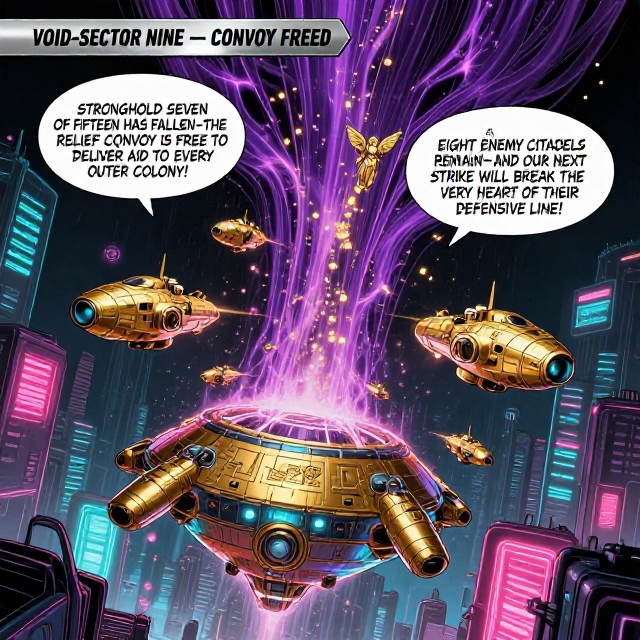 VOID-SECTOR NINE — CONVOY FREED
STRONGHOLD SEVEN
OF FIFTEEN HAS FALLEN-THE
RELIEF CONVOY IS FREE TO
DELIVER AID TO EVERY
OUTER COLONY!
EIGHT ENEMY CITADELS
REMAIN-AND OUR NEXT
STRIKE WILL BREAK THE
VERY HEART OF THEIR
DEFENSIVE LINE!